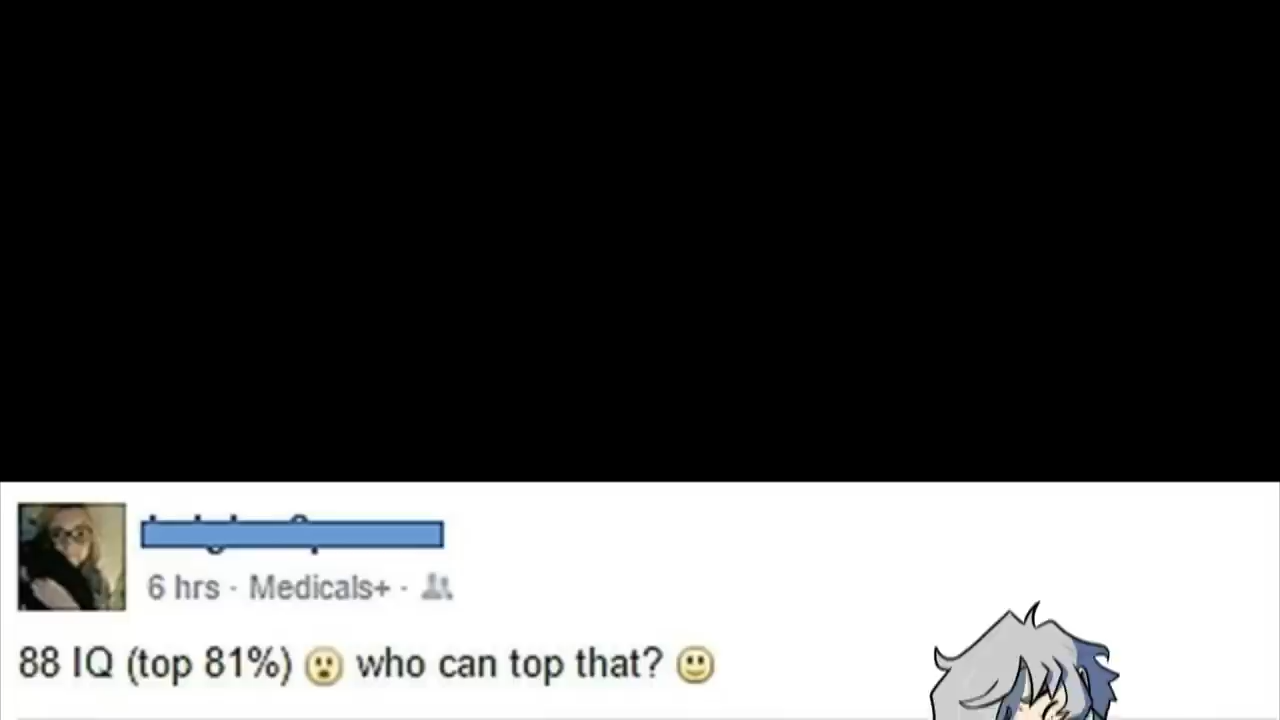 6 hrs · Medicals+ ·
88 IQ (top 81%) 😮 who can top that? 🙂